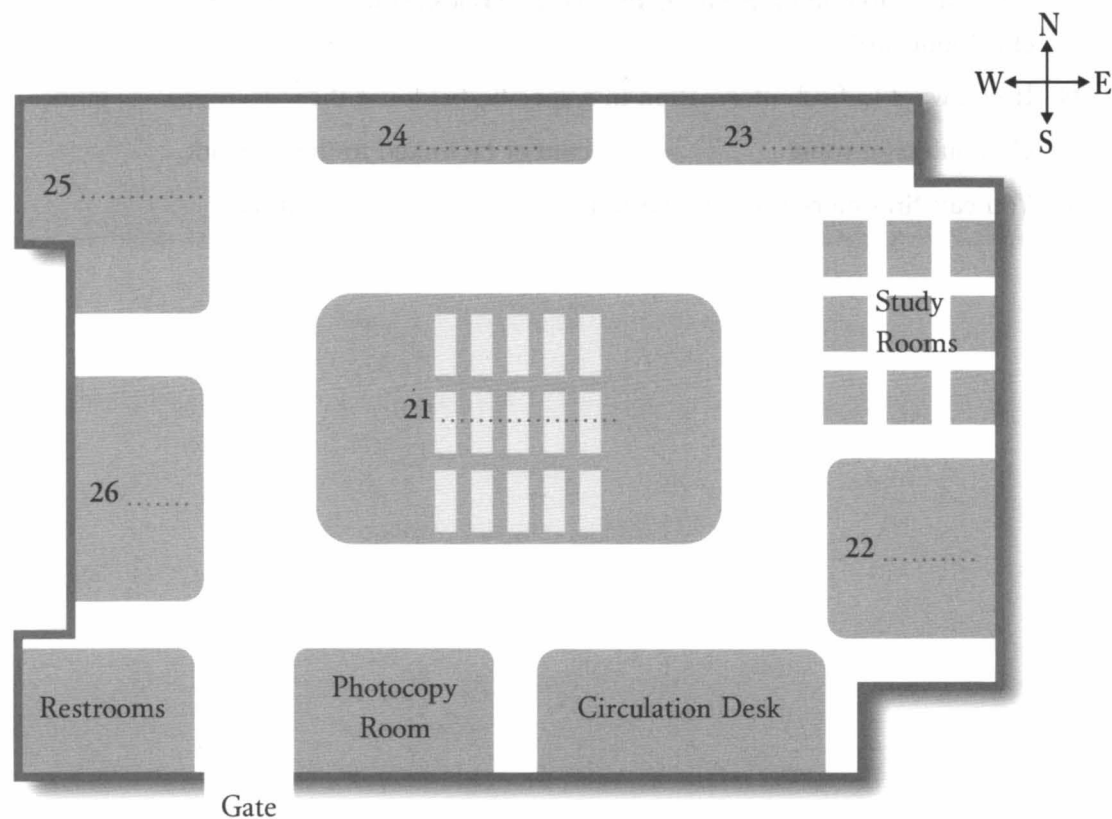 N
W E
S
24 ..............
23 ..............
25 ..............
Study
Rooms
21 ....................
26 .......
22 ..........
Restrooms
Photocopy
Room
Circulation Desk
Gate